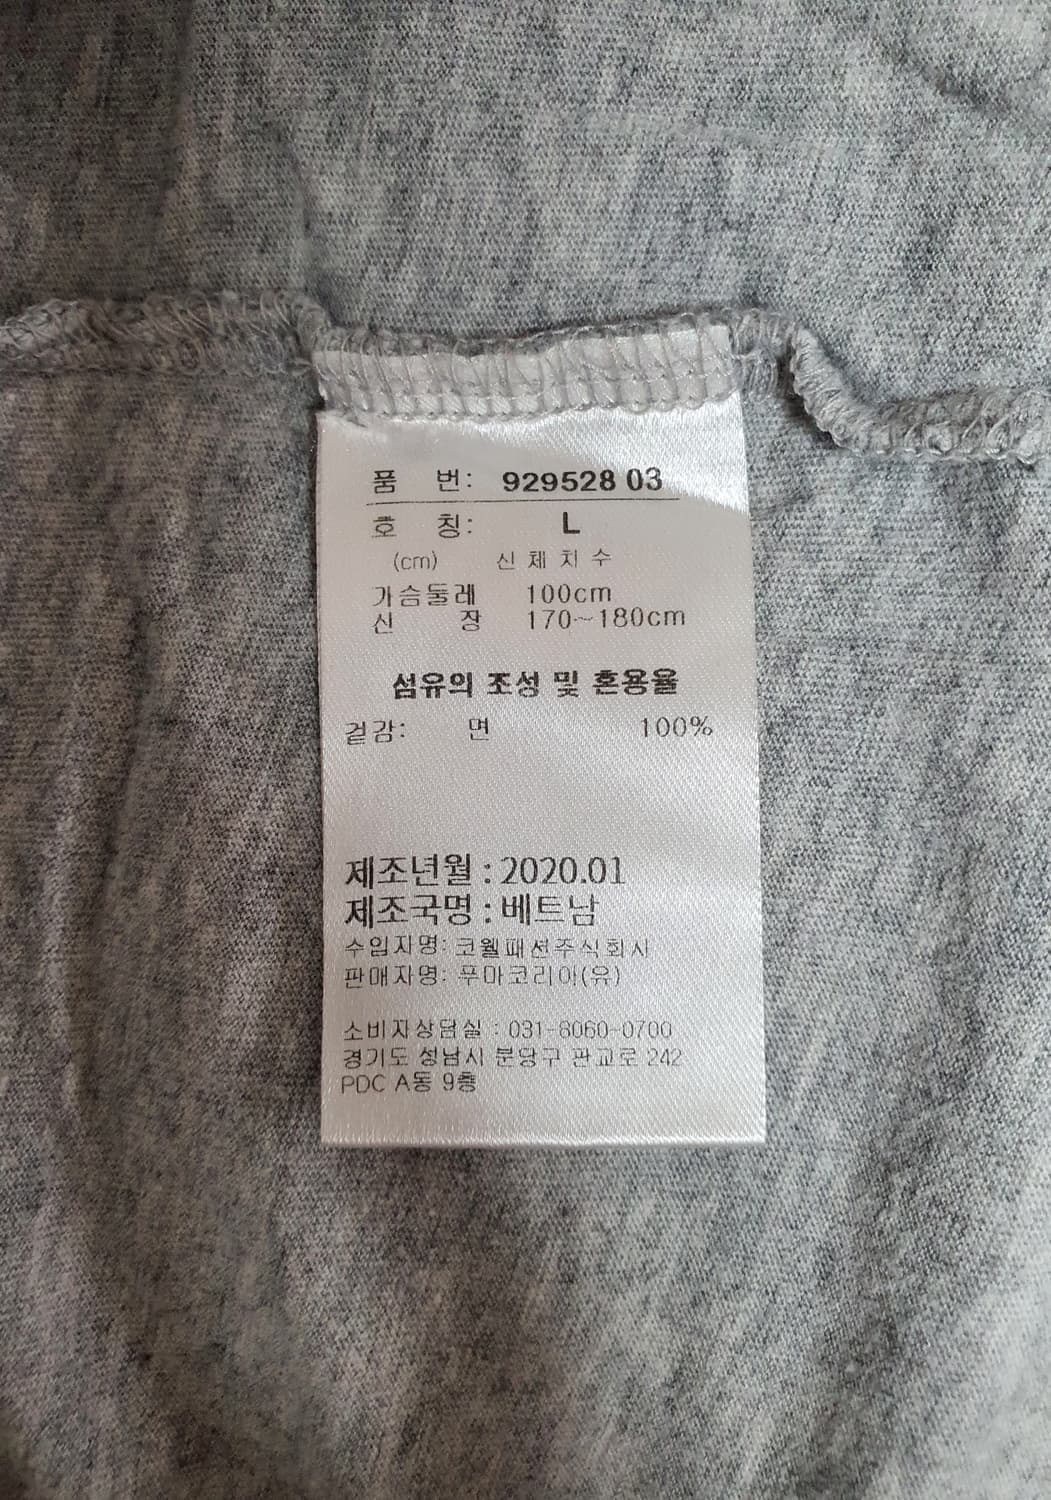 품 번: 929528 03
호 칭: L
(cm) 신 체 치 수
가슴둘레 100cm
신 장 170~180cm
섬유의 조성 및 혼용율
겉감: 면 100%
제조년월 : 2020.01
제조국명 : 베트남
수입자명: 코웰패션주식회사
판매자명: 푸마코리아(유)
소비자상담실 : 031-8060-0700
경기도 성남시 분당구 판교로 242
PDC A동 9층